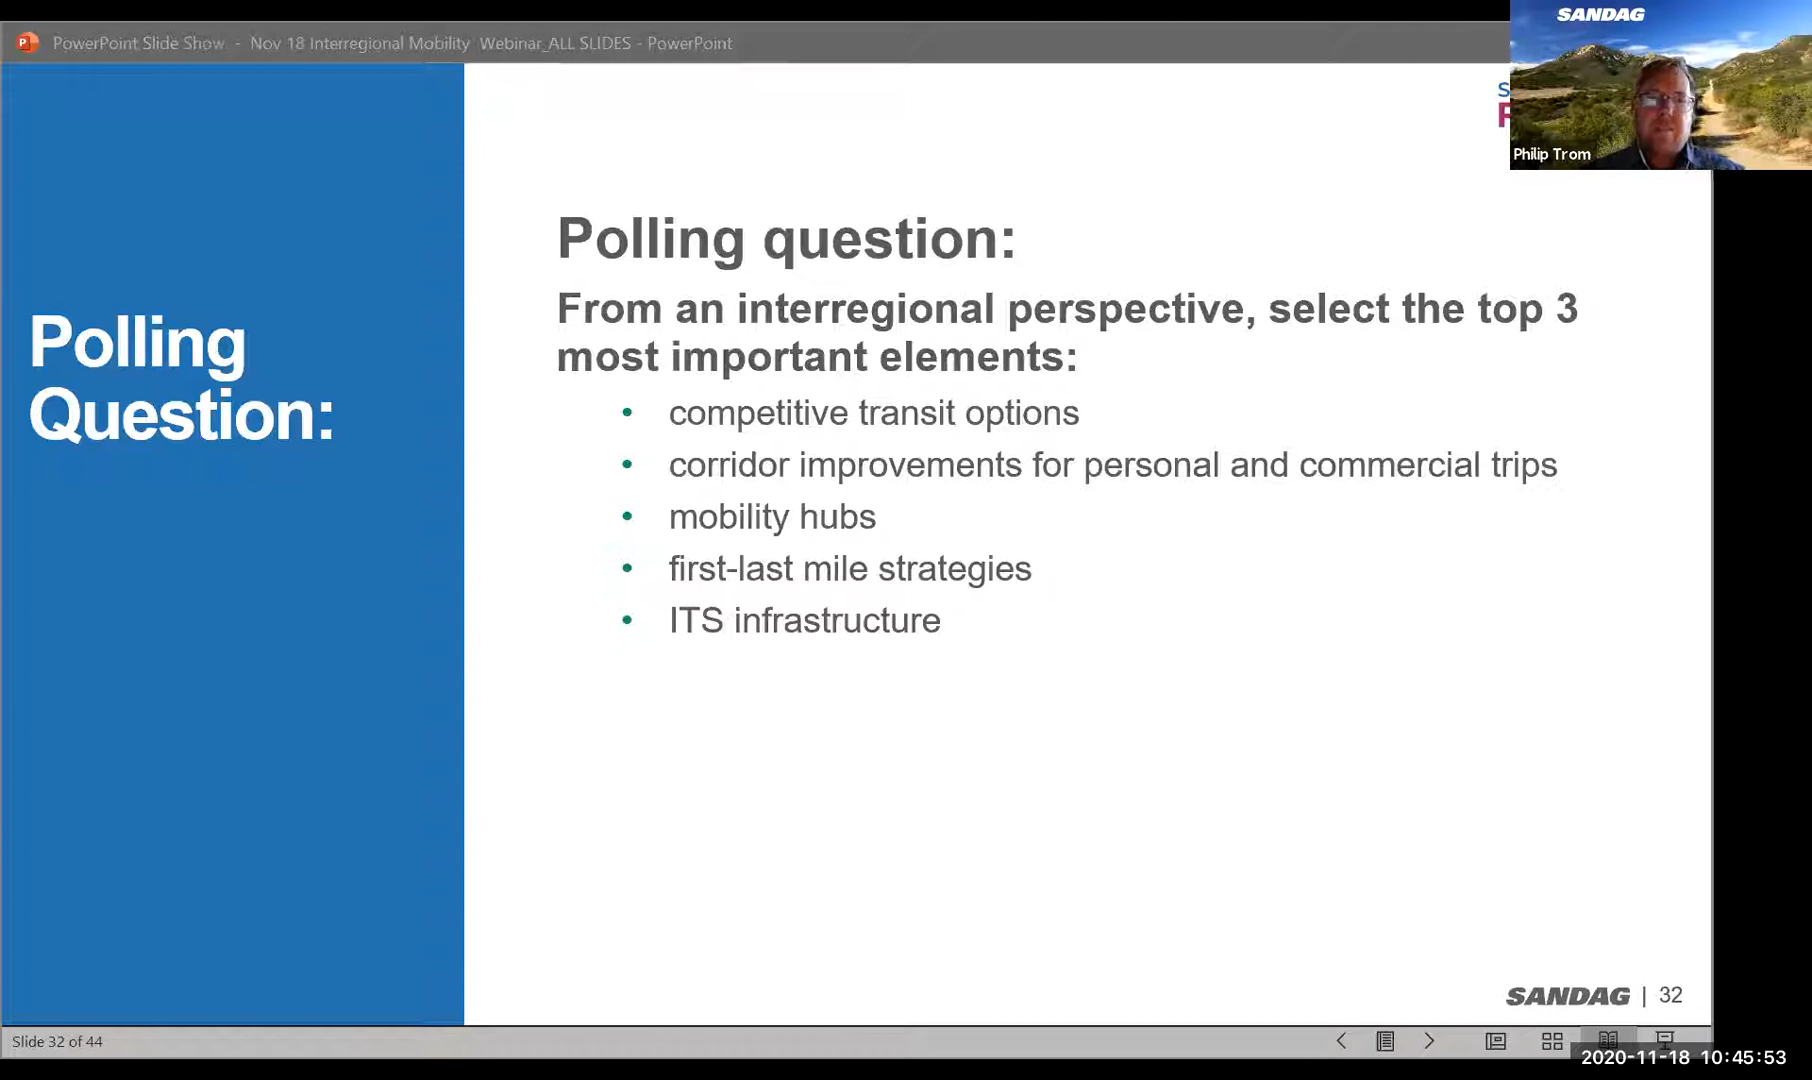 PowerPoint Slide Show - Nov 18 Interregional Mobility Webinar_ALL SLIDES - PowerPoint
SANDAG
Philip Trom
Polling
Question:
Polling question:
From an interregional perspective, select the top 3
most important elements:
• competitive transit options
• corridor improvements for personal and commercial trips
• mobility hubs
• first-last mile strategies
• ITS infrastructure
SANDAG | 32
Slide 32 of 44
2020-11-18 10:45:53